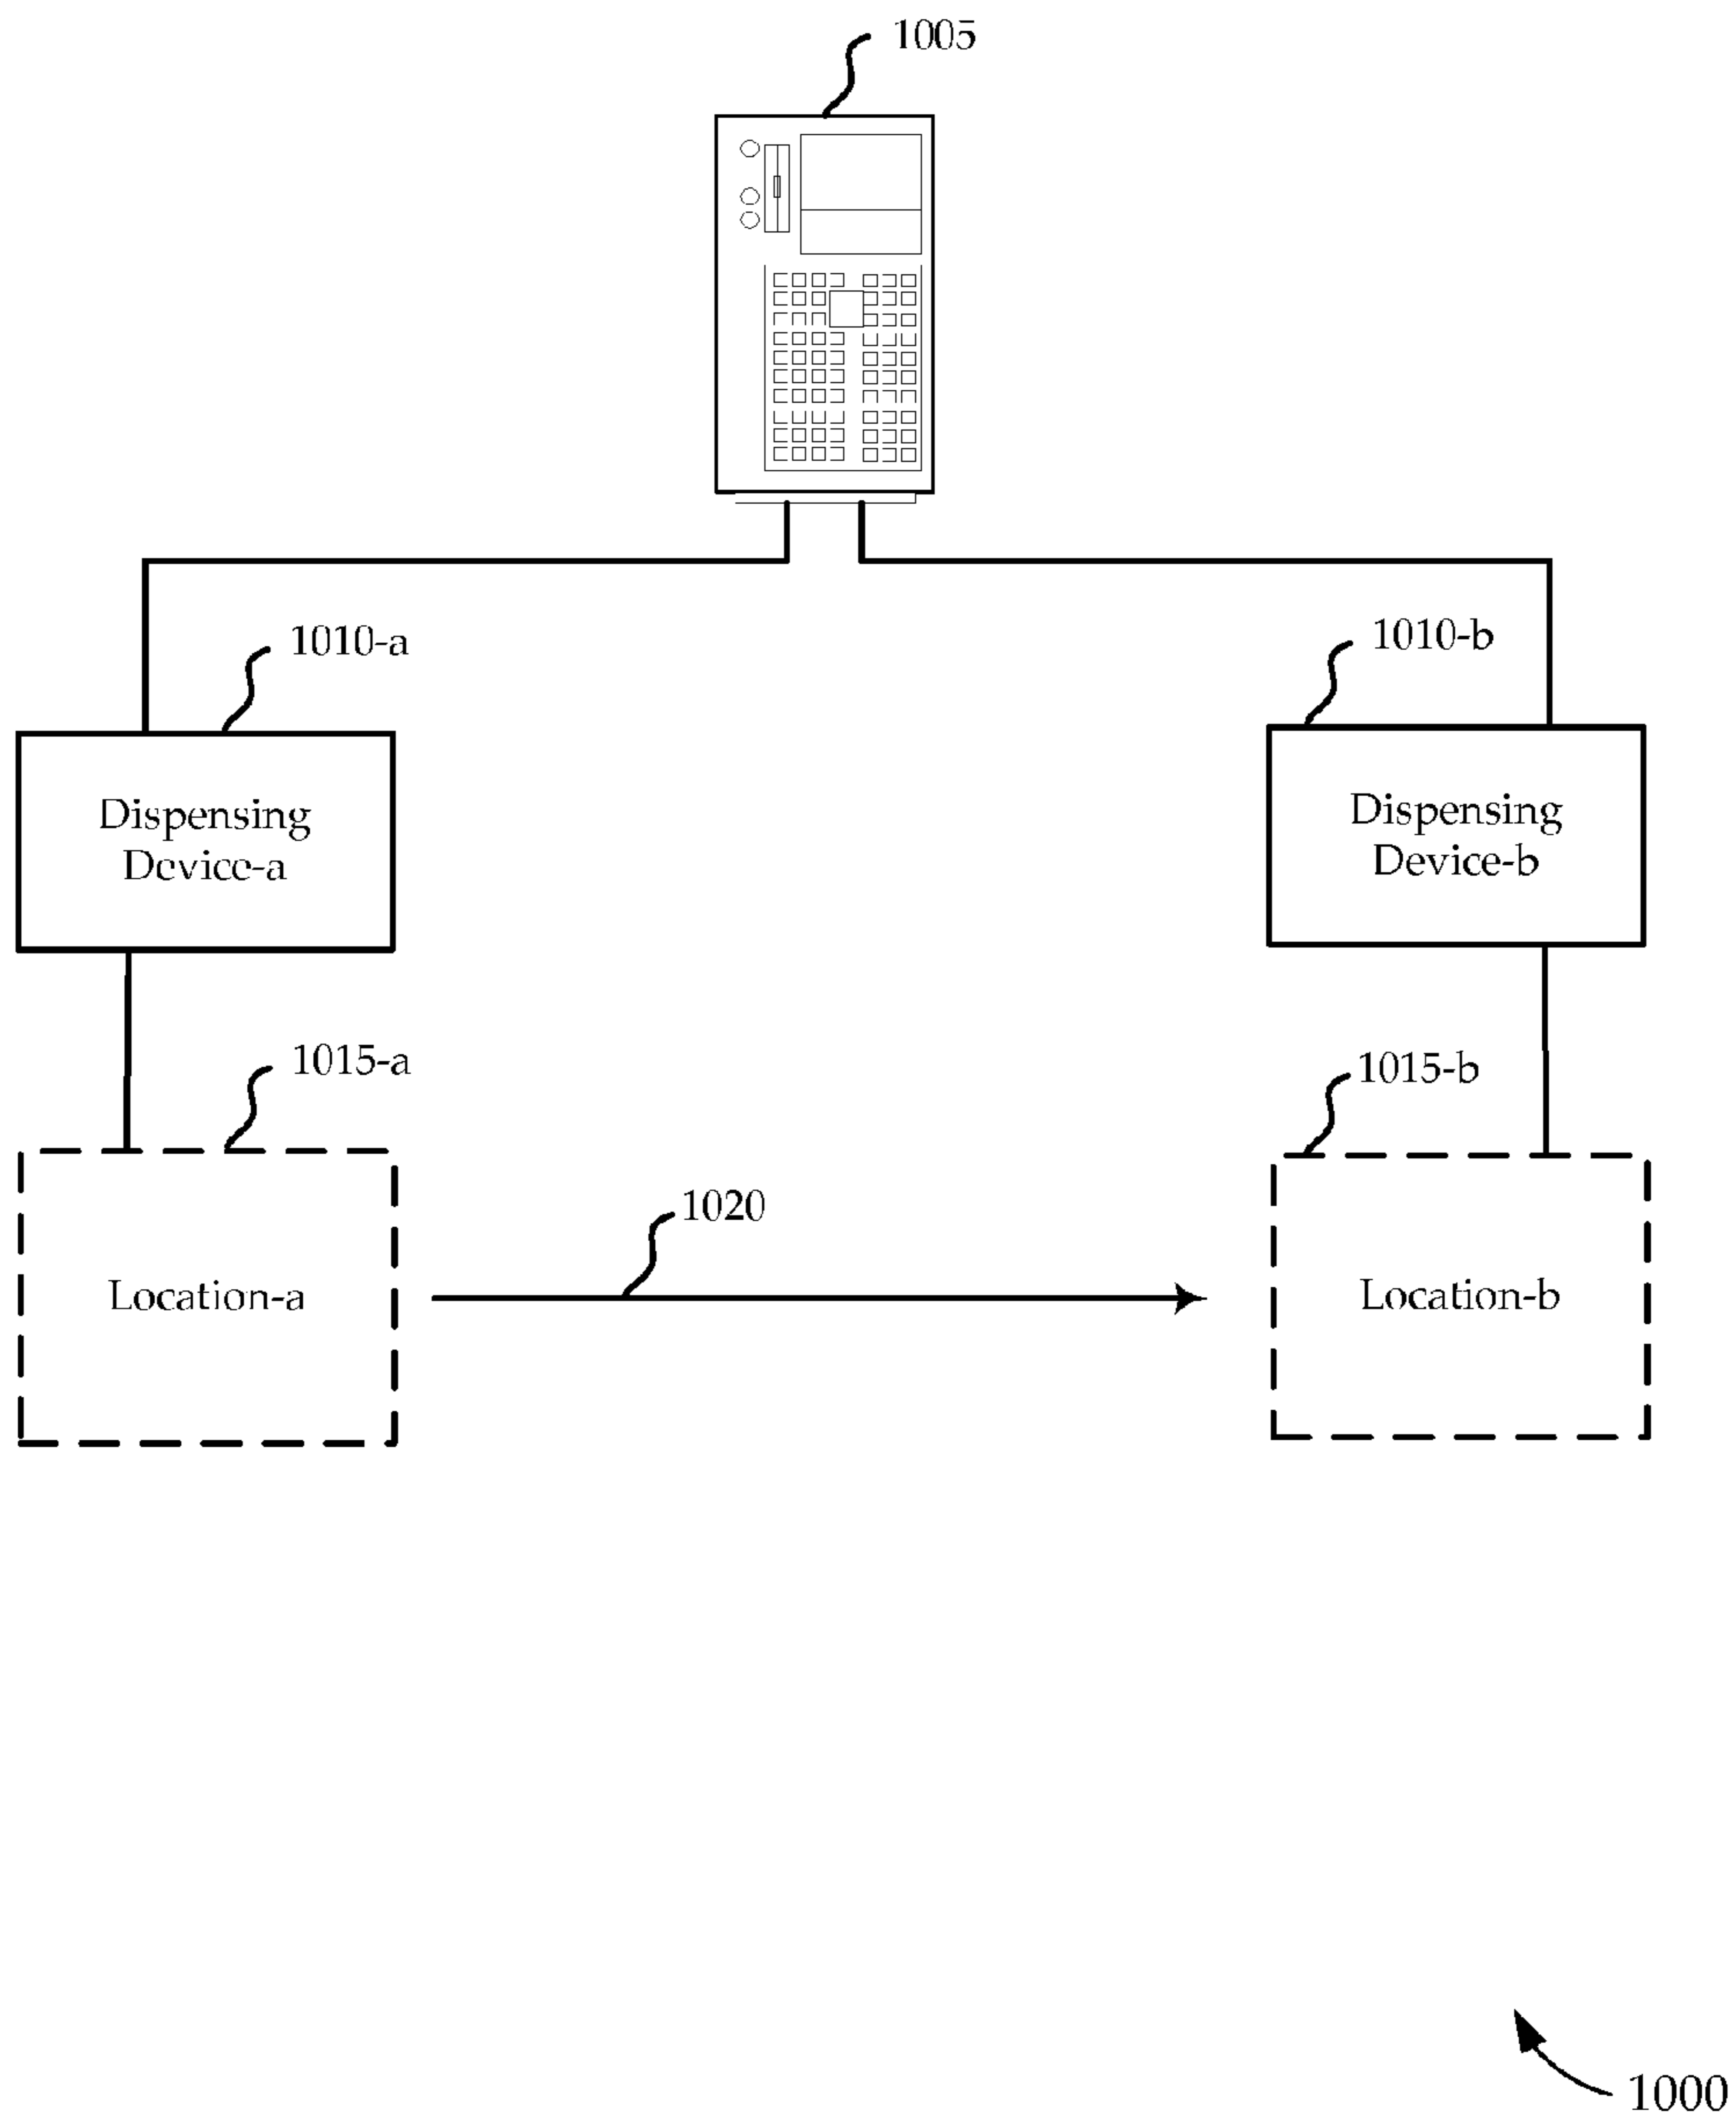 1005
1010-a
1010-b
Dispensing
Device-a
Dispensing
Device-b
1015-a
1015-b
1020
Location-a
Location-b
1000